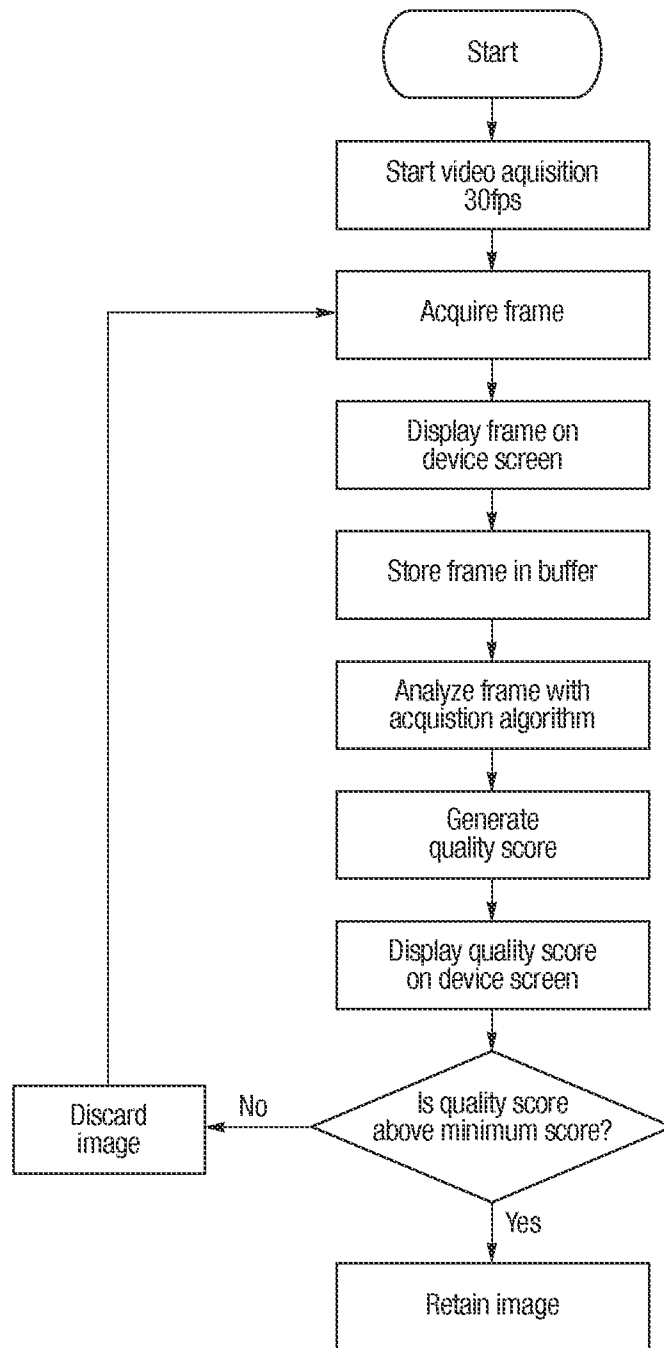 Start
Start video aquisition
30fps
Acquire frame
Display frame on
device screen
Store frame in buffer
Analyze frame with
acquistion algorithm
Generate
quality score
Display quality score
on device screen
Is quality score
above minimum score?
No
Discard
image
Yes
Retain image